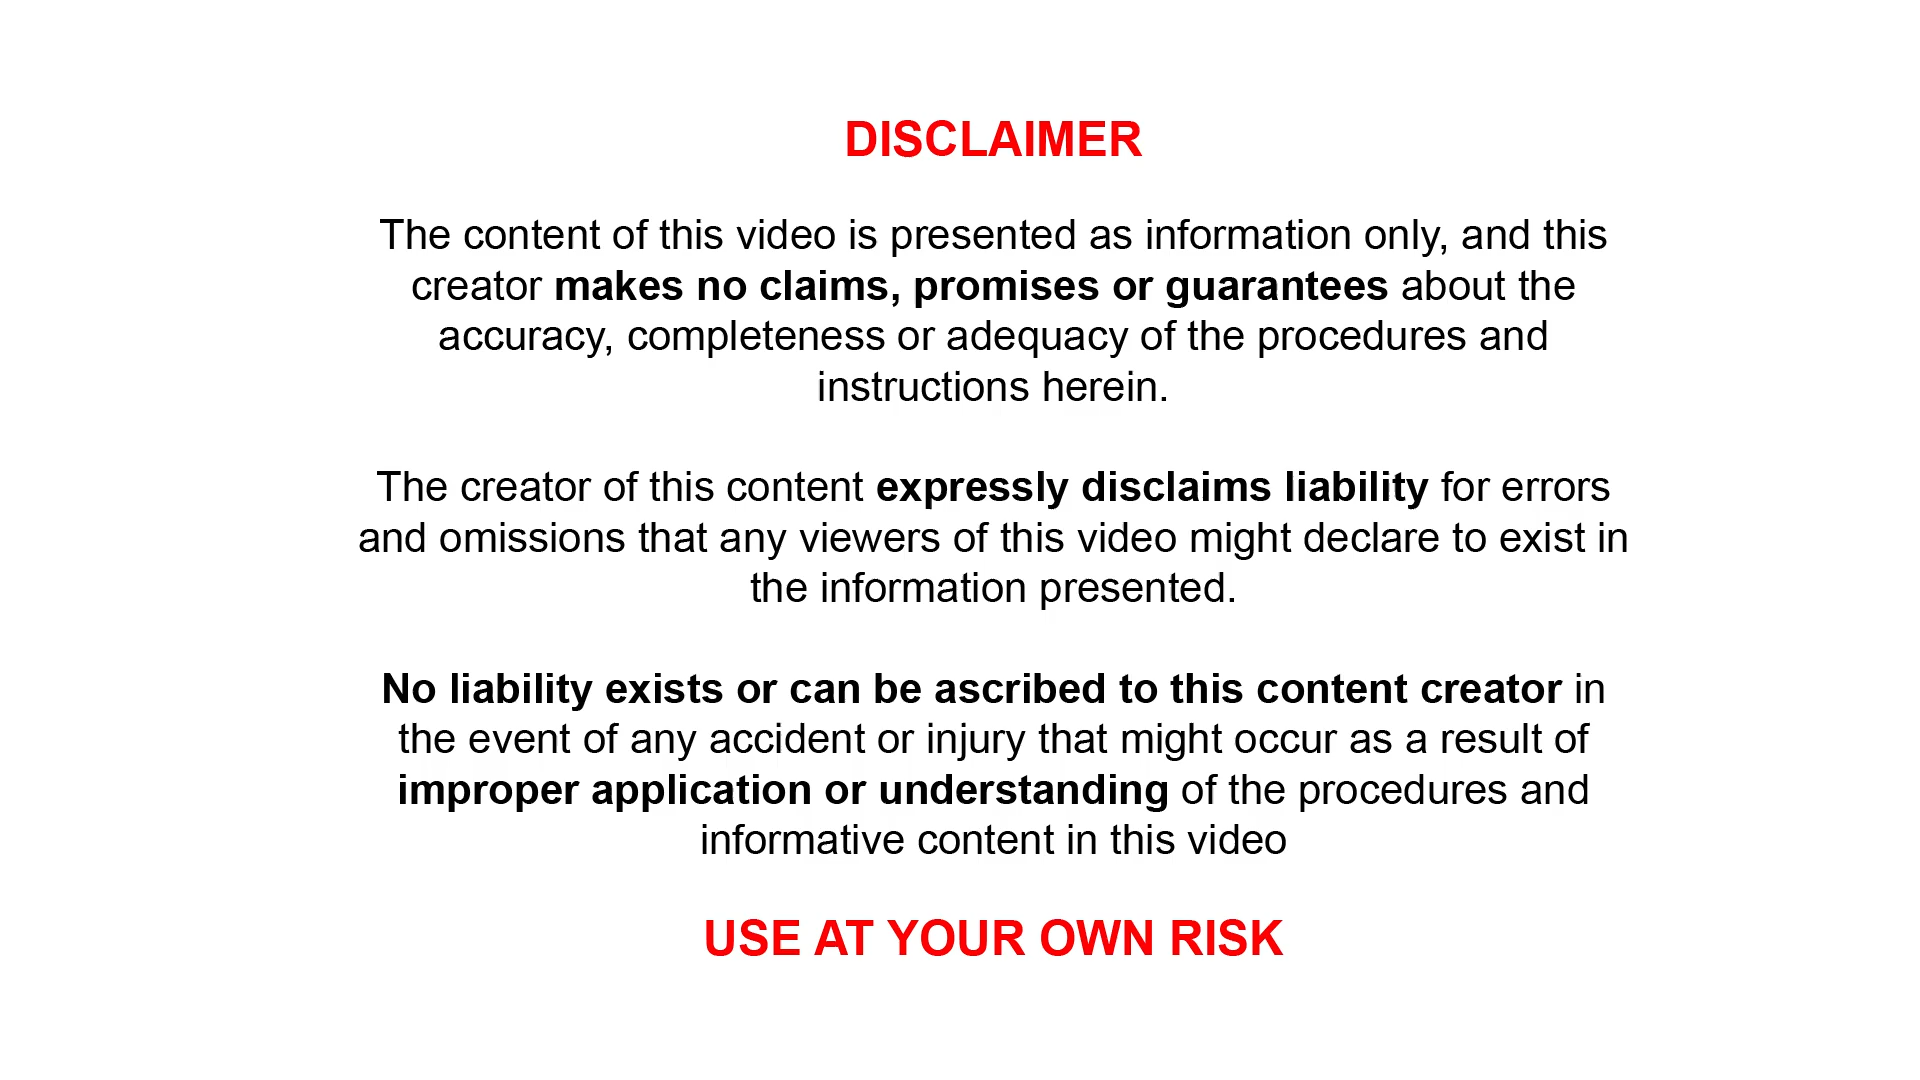 DISCLAIMER
The content of this video is presented as information only, and this
creator makes no claims, promises or guarantees about the
accuracy, completeness or adequacy of the procedures and
instructions herein.
The creator of this content expressly disclaims liability for errors
and omissions that any viewers of this video might declare to exist in
the information presented.
No liability exists or can be ascribed to this content creator in
the event of any accident or injury that might occur as a result of
improper application or understanding of the procedures and
informative content in this video
USE AT YOUR OWN RISK